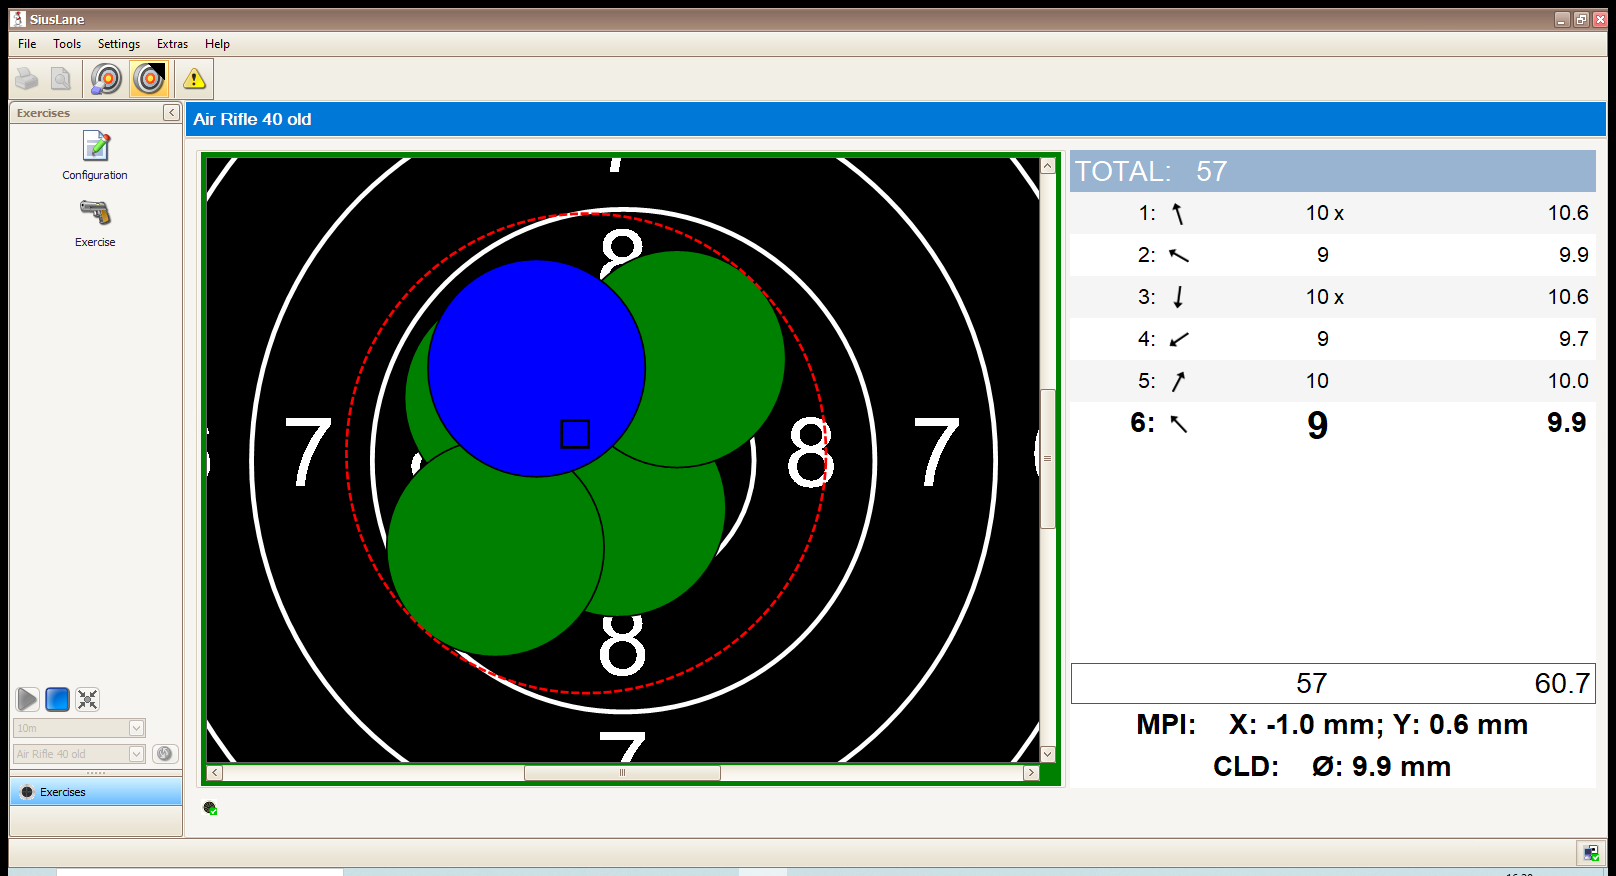 SiusLane
File Tools Settings Extras Help
Exercises
Configuration
Exercise
10m
Air Rifle 40 old
Exercises
Air Rifle 40 old
7
8
7 8 7
8
7
TOTAL: 57
1: 10 x 10.6
2: 9 9.9
3: 10 x 10.6
4: 9 9.7
5: 10 10.0
6: 9 9.9
57 60.7
MPI: X: -1.0 mm; Y: 0.6 mm
CLD: Ø: 9.9 mm